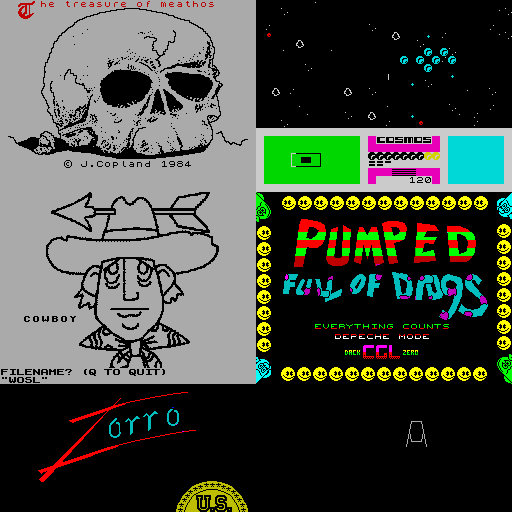 The treasure of meathos
© J.Copland 1984
COSMOS
120
COWBOY
FILENAME? (Q TO QUIT)
"WOSL"
PUMPED
FULL OF DRUGS
EVERYTHING COUNTS
DEPECHE MODE
BACK CGL ZERO
Zorro
U.S.